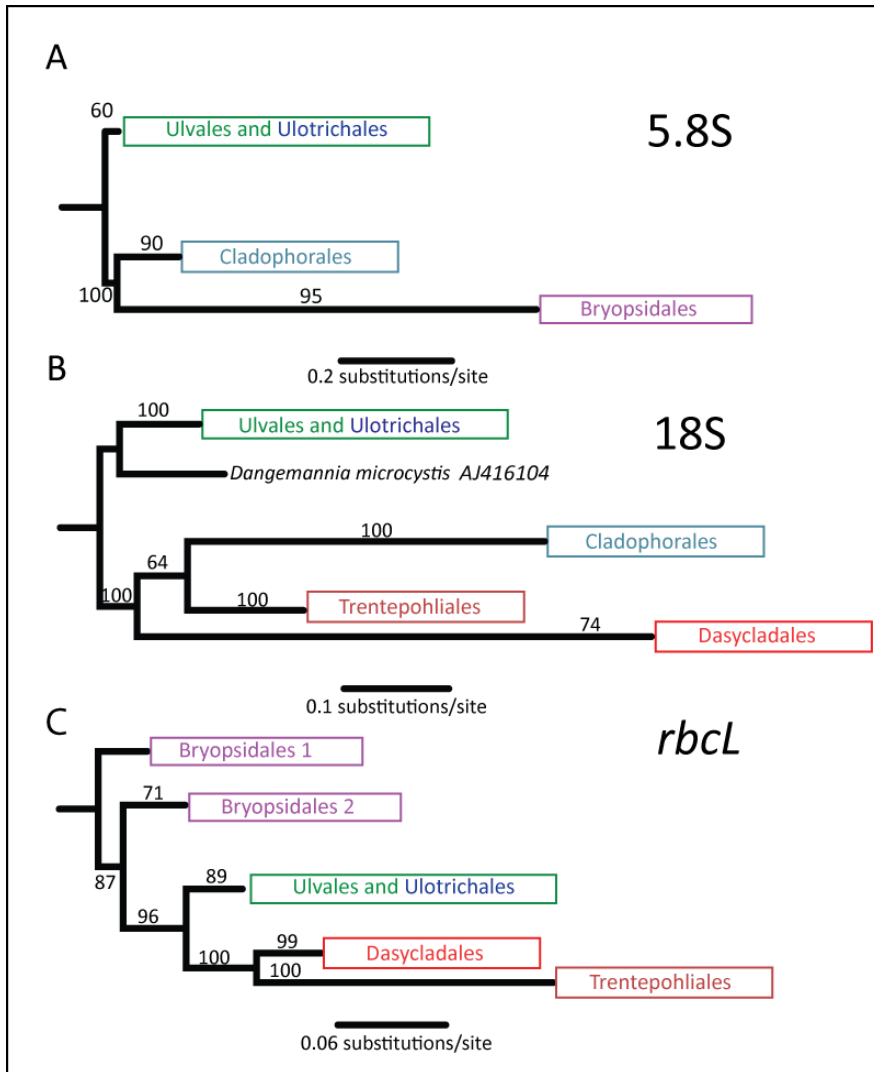 A
5.8S
60
Ulvales and Ulotrichales
90
Cladophorales
100
95
Bryopsidales
0.2 substitutions/site
B
18S
100
Ulvales and Ulotrichales
Dangemannia microcystis AJ416104
100
Cladophorales
64
100
100
Trentepohliales
74
Dasycladales
0.1 substitutions/site
C
rbcL
Bryopsidales 1
71
Bryopsidales 2
87
89
Ulvales and Ulotrichales
96
99
Dasycladales
100
100
Trentepohliales
0.06 substitutions/site